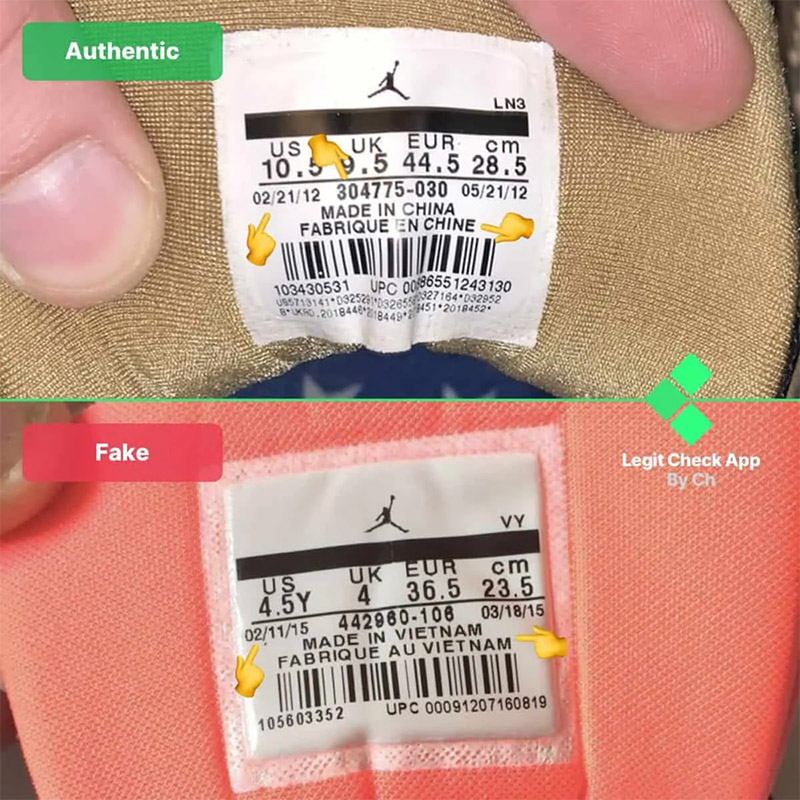 Authentic
LN3
US UK EUR cm
10.5 9.5 44.5 28.5
02/21/12 304775-030 05/21/12
MADE IN CHINA
FABRIQUE EN CHINE
103430531 UPC 00886551243130
Fake
Legit Check App
By Ch
VY
US UK EUR cm
4.5Y 4 36.5 23.5
02/11/15 442960-106 03/18/15
MADE IN VIETNAM
FABRIQUE AU VIETNAM
105603352 UPC 00091207160819